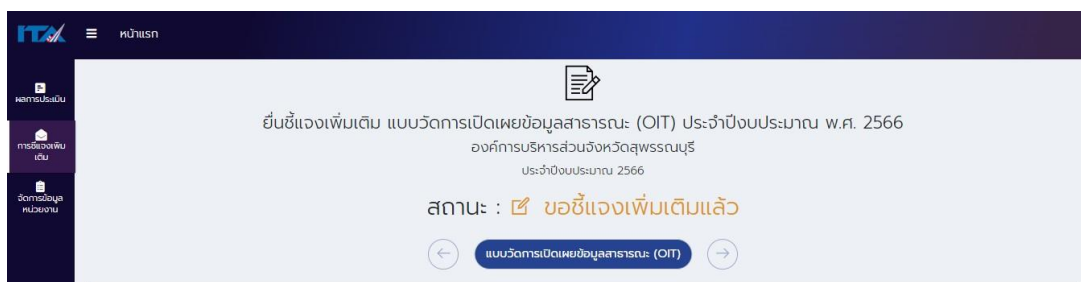 ITA
หน้าแรก
ผลการประเมิน
การชี้แจงเพิ่ม
เติม
จัดการข้อมูล
หน่วยงาน
ยื่นชี้แจงเพิ่มเติม แบบวัดการเปิดเผยข้อมูลสาธารณะ (OIT) ประจำปีงบประมาณ พ.ศ. 2566
องค์การบริหารส่วนจังหวัดสุพรรณบุรี
ประจำปีงบประมาณ 2566
สถานะ : ขอชี้แจงเพิ่มเติมแล้ว
แบบวัดการเปิดเผยข้อมูลสาธารณะ (OIT)